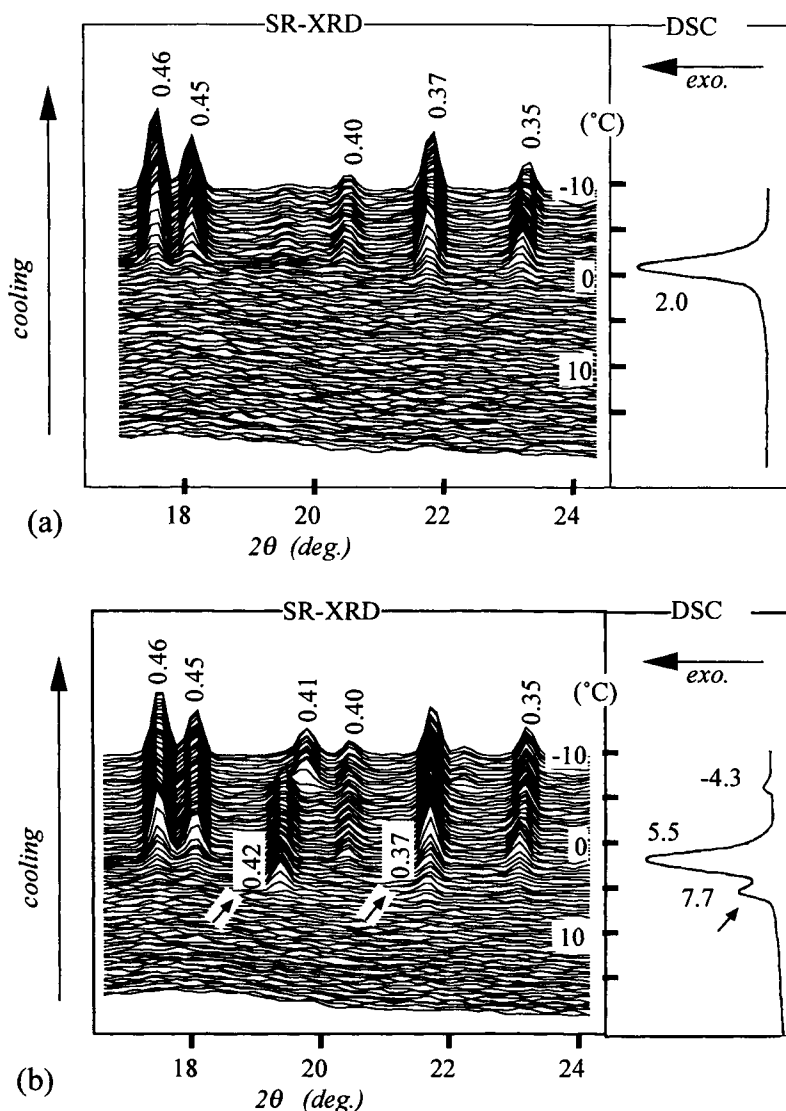 SR-XRD DSC
exo.
(°C)
0.46
0.45
0.40
0.37
0.35
-10
0
10
2.0
cooling
18 20 22 24
2θ (deg.)
(a)
SR-XRD DSC
exo.
(°C)
0.46
0.45
0.41
0.40
0.35
-10
-4.3
0
5.5
0.42
0.37
7.7
10
cooling
18 20 22 24
2θ (deg.)
(b)